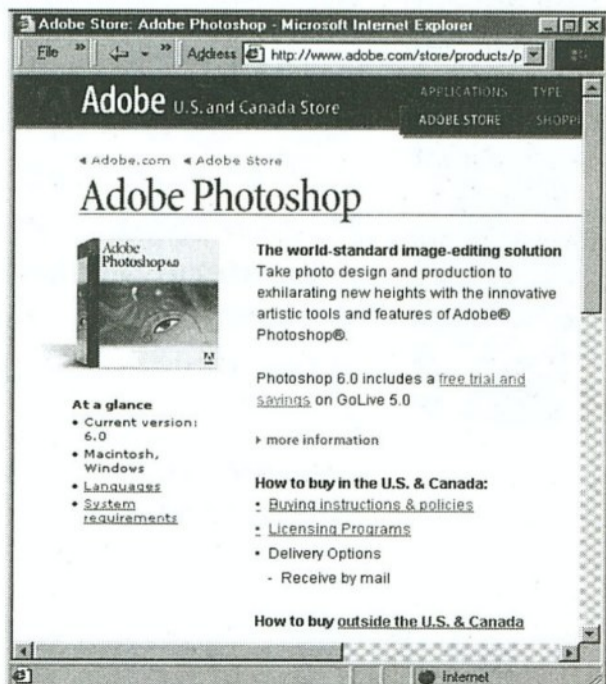 Adobe Store: Adobe Photoshop - Microsoft Internet Explorer
File » » Address http://www.adobe.com/store/products/p
Adobe U.S. and Canada Store
APPLICATIONS TYPE
ADOBE STORE SHOPPI
Adobe.com Adobe Store
Adobe Photoshop
Adobe
Photoshop 6.0
At a glance
• Current version:
6.0
• Macintosh,
Windows
• Languages
• System
requirements
The world-standard image-editing solution
Take photo design and production to
exhilarating new heights with the innovative
artistic tools and features of Adobe®
Photoshop®.
Photoshop 6.0 includes a free trial and
savings on GoLive 5.0
more information
How to buy in the U.S. & Canada:
• Buying instructions & policies
• Licensing Programs
• Delivery Options
- Receive by mail
How to buy outside the U.S. & Canada
Internet